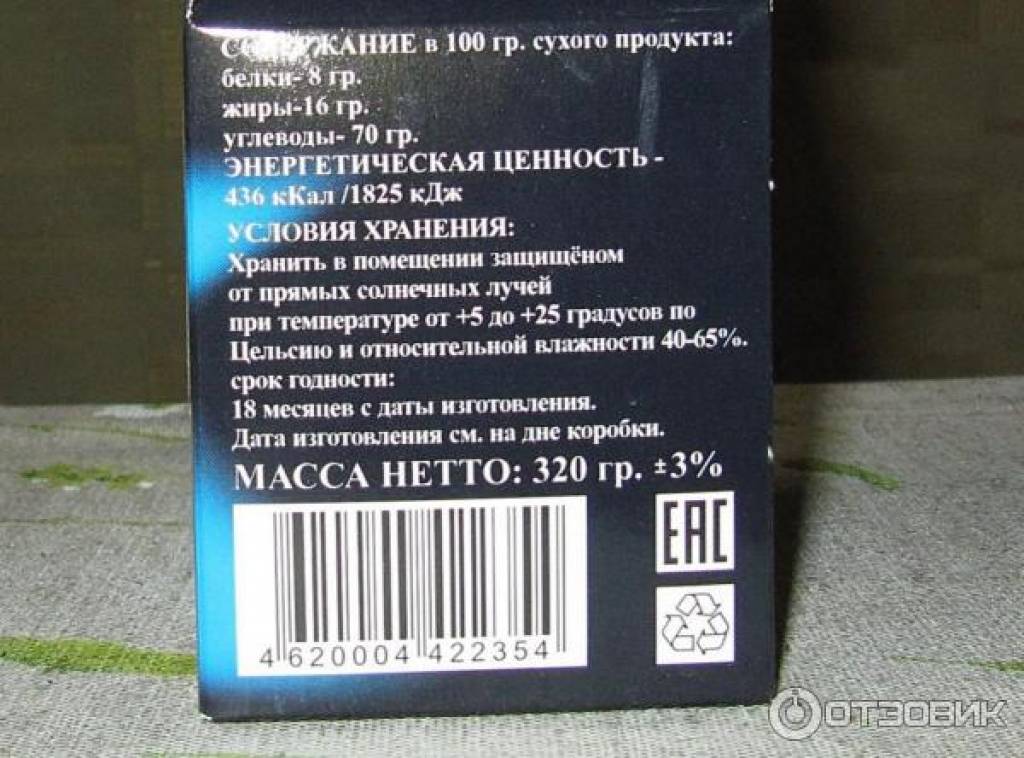 СОДЕРЖАНИЕ в 100 гр. сухого продукта:
белки- 8 гр.
жиры-16 гр.
углеводы- 70 гр.
ЭНЕРГЕТИЧЕСКАЯ ЦЕННОСТЬ -
436 кКал /1825 кДж
УСЛОВИЯ ХРАНЕНИЯ:
Хранить в помещении защищёном
от прямых солнечных лучей
при температуре от +5 до +25 градусов по
Цельсию и относительной влажности 40-65%.
срок годности:
18 месяцев с даты изготовления.
Дата изготовления см. на дне коробки.
МАССА НЕТТО: 320 гр. ±3%
EAC
4 620004 422354
ОТЗОВИК